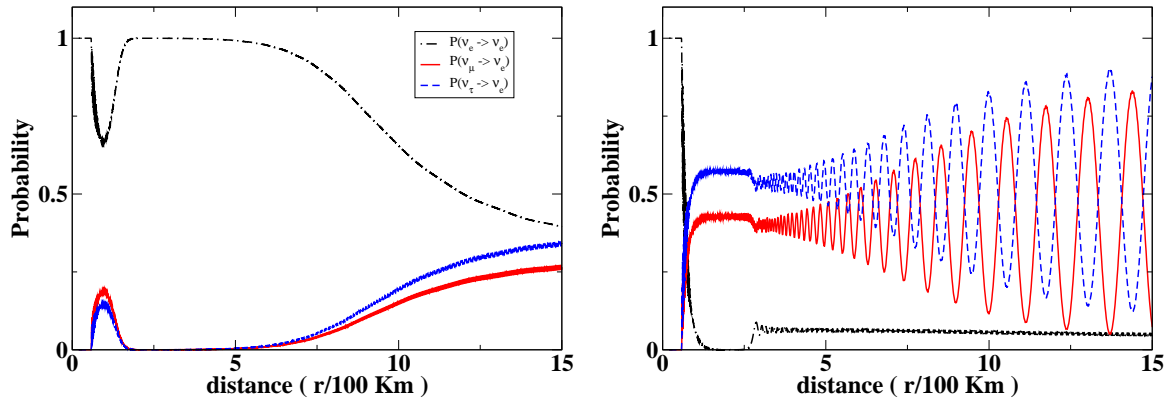 1
0.5
0
Probability
0
5
10
15
distance ( r/100 Km )
P(νe -> νe)
P(νμ -> νe)
P(ντ -> νe)
1
0.5
0
Probability
0
5
10
15
distance ( r/100 Km )